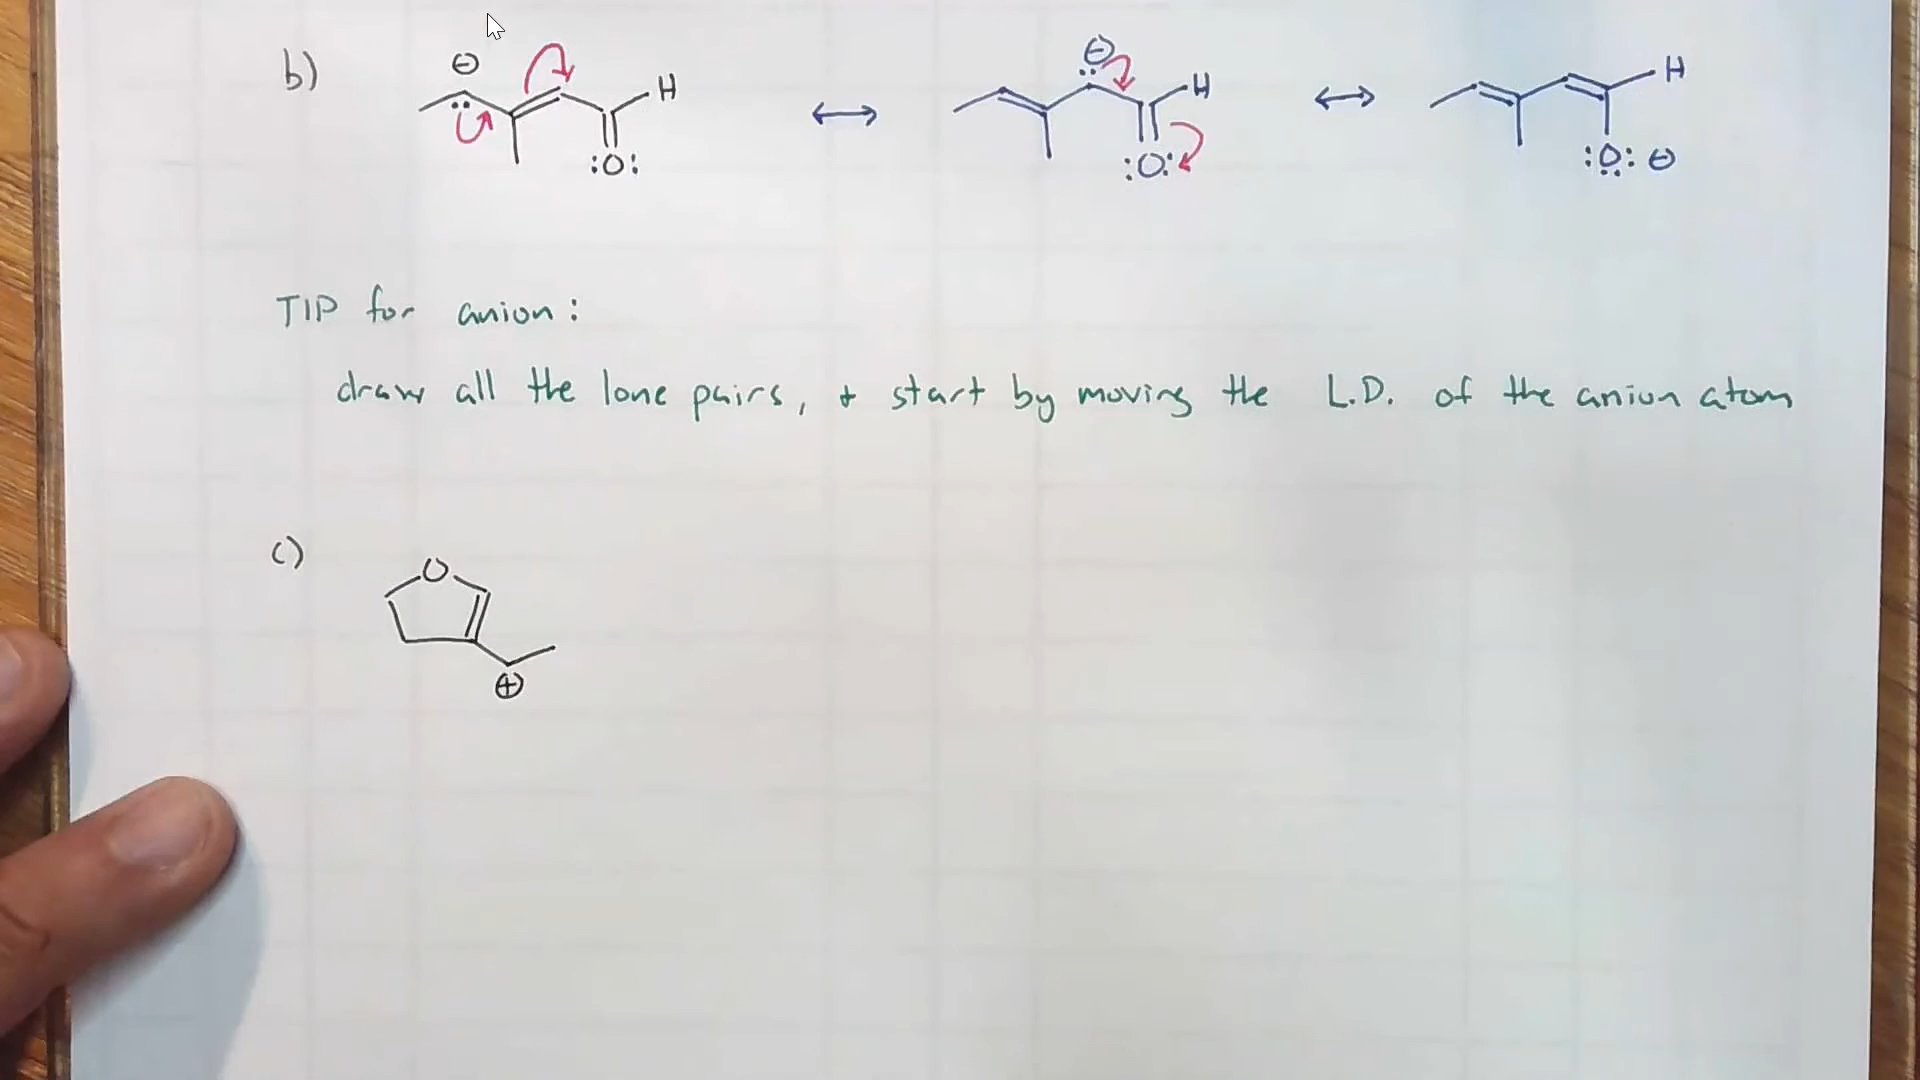 b) ⊖ H :O: ↔ ⊖ H :O: ↔ H :O: ⊖
TIP for anion:
draw all the lone pairs, + start by moving the L.D. of the anion atom
c) O ⊕